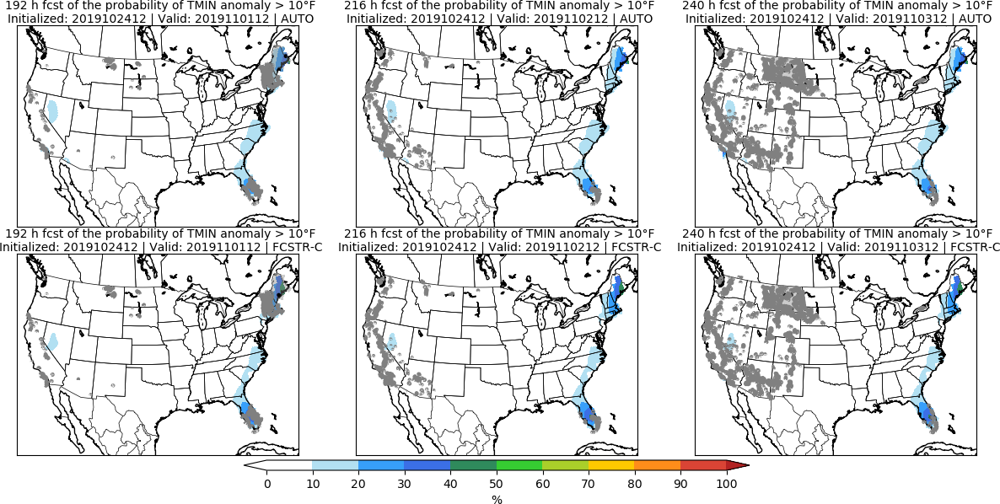 192 h fcst of the probability of TMIN anomaly > 10°F
Initialized: 2019102412 | Valid: 2019110112 | AUTO
216 h fcst of the probability of TMIN anomaly > 10°F
Initialized: 2019102412 | Valid: 2019110212 | AUTO
240 h fcst of the probability of TMIN anomaly > 10°F
Initialized: 2019102412 | Valid: 2019110312 | AUTO
192 h fcst of the probability of TMIN anomaly > 10°F
Initialized: 2019102412 | Valid: 2019110112 | FCSTR-C
216 h fcst of the probability of TMIN anomaly > 10°F
Initialized: 2019102412 | Valid: 2019110212 | FCSTR-C
240 h fcst of the probability of TMIN anomaly > 10°F
Initialized: 2019102412 | Valid: 2019110312 | FCSTR-C
0 10 20 30 40 50 60 70 80 90 100
%